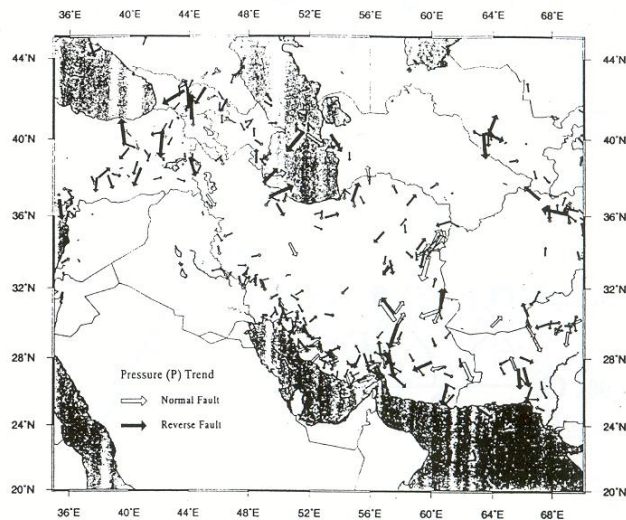 36°E 40°E 44°E 48°E 52°E 56°E 60°E 64°E 68°E
44°N 44°N
40°N 40°N
36°N 36°N
32°N 32°N
28°N 28°N
Pressure (P) Trend
Normal Fault
24°N Reverse Fault 24°N
20°N 20°N
36°E 40°E 44°E 48°E 52°E 56°E 60°E 64°E 68°E